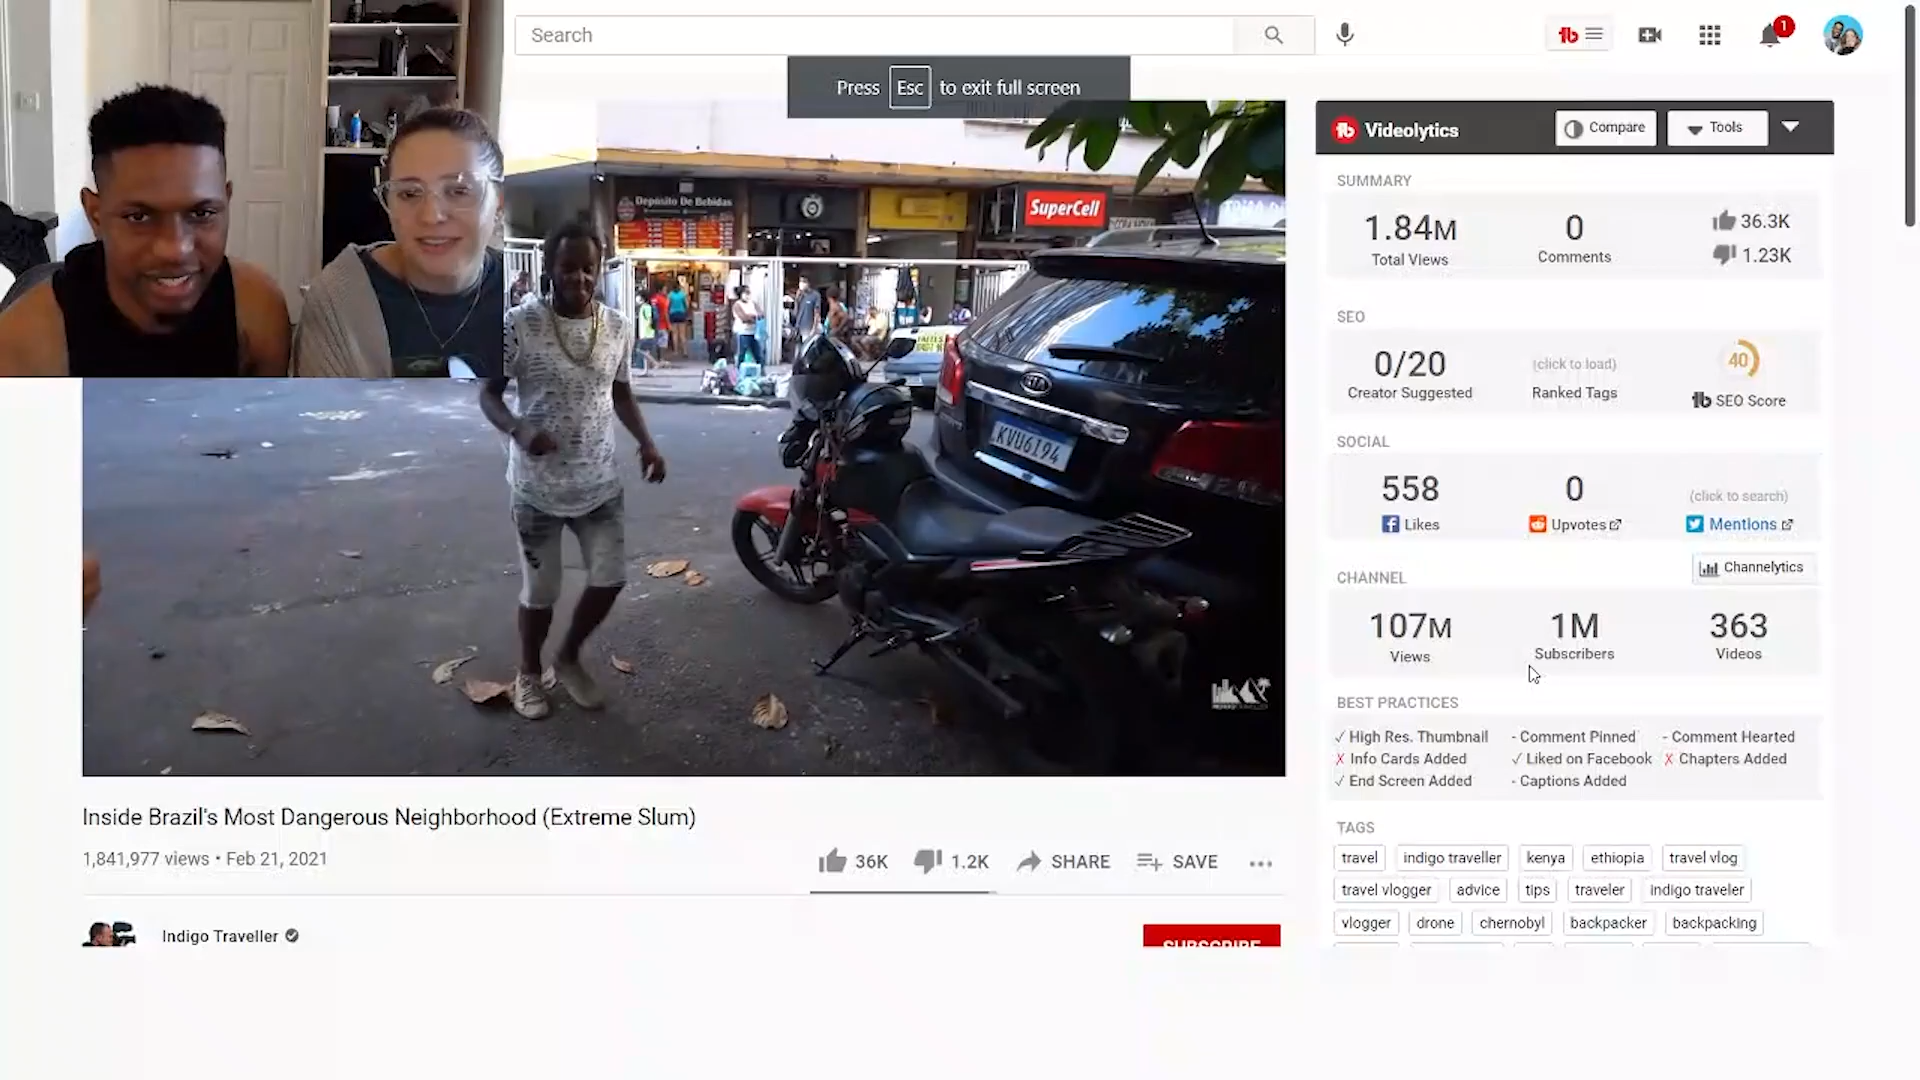 Search
1
Press Esc to exit full screen
Videolytics
Compare
Tools
Depósito De Bebidas
SuperCell
KIA
KVU6I94
SUMMARY
1.84M
Total Views
0
Comments
36.3K
1.23K
SEO
0/20
Creator Suggested
(click to load)
Ranked Tags
40
SEO Score
SOCIAL
558
Likes
0
Upvotes
(click to search)
Mentions
CHANNEL
Channelytics
107M
Views
1M
Subscribers
363
Videos
BEST PRACTICES
High Res. Thumbnail
- Comment Pinned
- Comment Hearted
Info Cards Added
Liked on Facebook
Chapters Added
End Screen Added
- Captions Added
TAGS
travel indigo traveller kenya ethiopia travel vlog
travel vlogger advice tips traveler indigo traveler
vlogger drone chernobyl backpacker backpacking
Inside Brazil's Most Dangerous Neighborhood (Extreme Slum)
1,841,977 views • Feb 21, 2021
36K 1.2K SHARE SAVE
Indigo Traveller
SUBSCRIBE